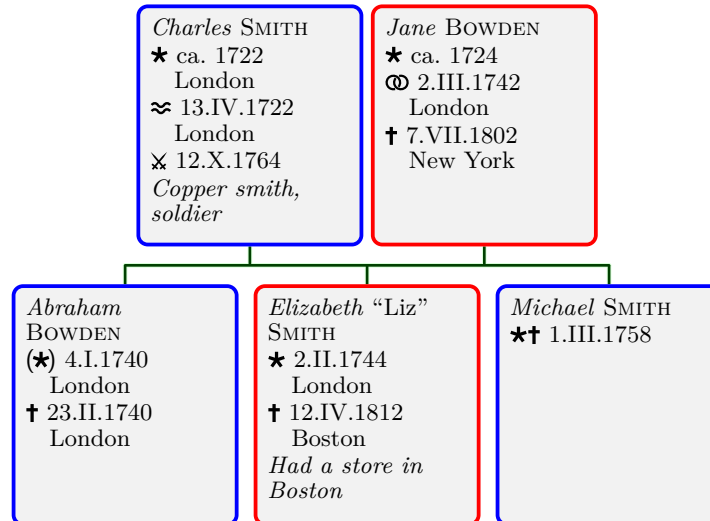 Charles SMITH
★ ca. 1722
London
≈ 13.IV.1722
London
⚔ 12.X.1764
Copper smith,
soldier
Jane BOWDEN
★ ca. 1724
⚭ 2.III.1742
London
† 7.VII.1802
New York
Abraham
BOWDEN
(★) 4.I.1740
London
† 23.II.1740
London
Elizabeth “Liz”
SMITH
★ 2.II.1744
London
† 12.IV.1812
Boston
Had a store in
Boston
Michael SMITH
★† 1.III.1758